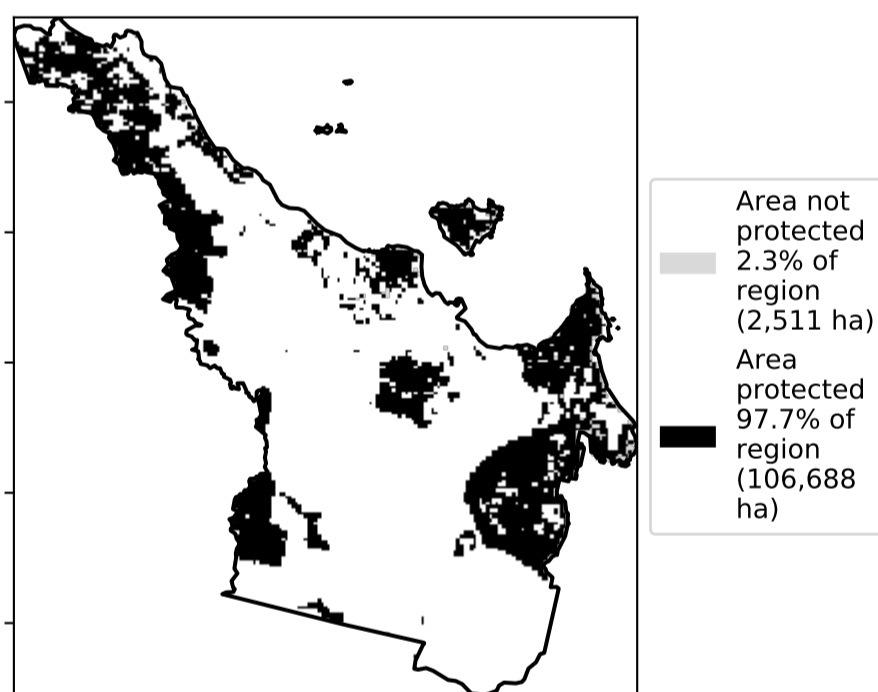 Area not
protected
2.3% of
region
(2,511 ha)
Area
protected
97.7% of
region
(106,688
ha)